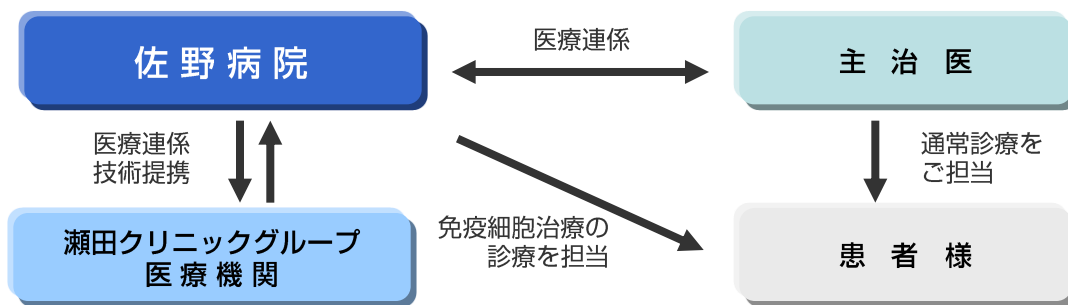 佐野病院
医療連係
主治医
医療連係
技術提携
通常診療を
ご担当
瀬田クリニックグループ
医療機関
免疫細胞治療の
診療を担当
患者様